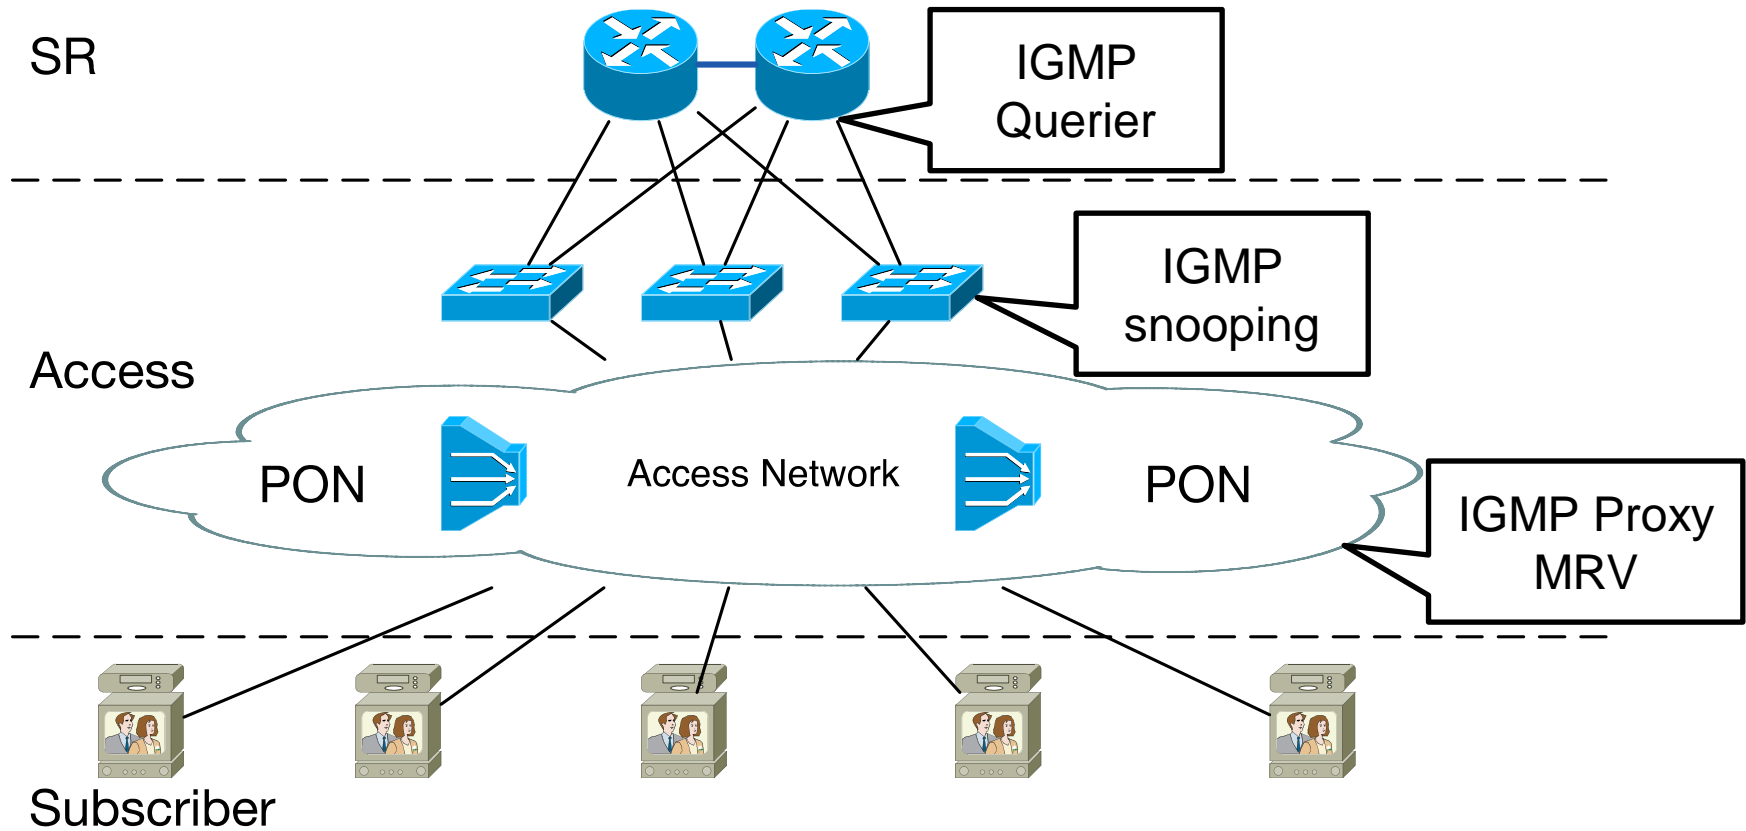 SR
IGMP
Querier
IGMP
snooping
Access
PON
Access Network
PON
IGMP Proxy
MRV
Subscriber